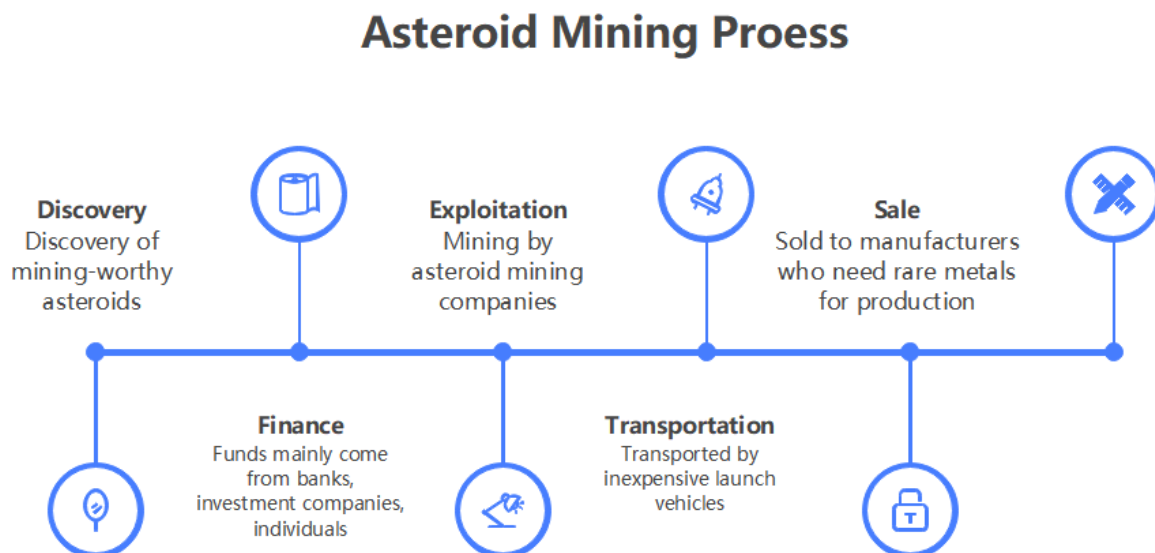 Asteroid Mining Proess
Discovery
Discovery of
mining-worthy
asteroids
Finance
Funds mainly come
from banks,
investment companies,
individuals
Exploitation
Mining by
asteroid mining
companies
Transportation
Transported by
inexpensive launch
vehicles
Sale
Sold to manufacturers
who need rare metals
for production